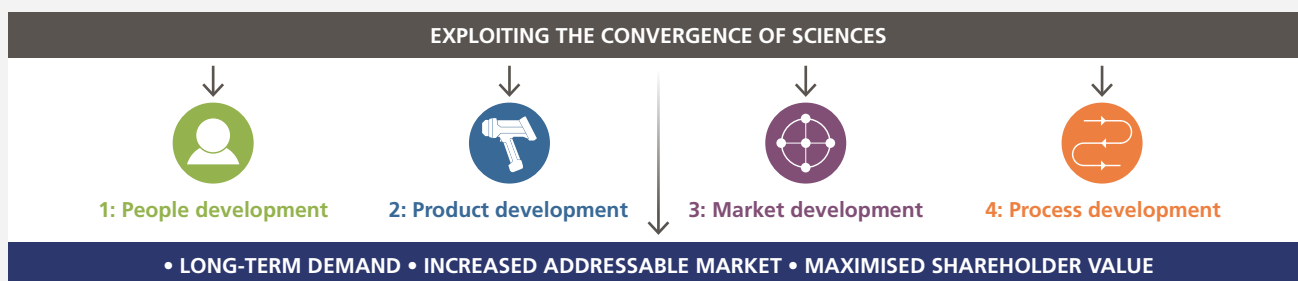 EXPLOITING THE CONVERGENCE OF SCIENCES
1: People development
2: Product development
3: Market development
4: Process development
• LONG-TERM DEMAND • INCREASED ADDRESSABLE MARKET • MAXIMISED SHAREHOLDER VALUE